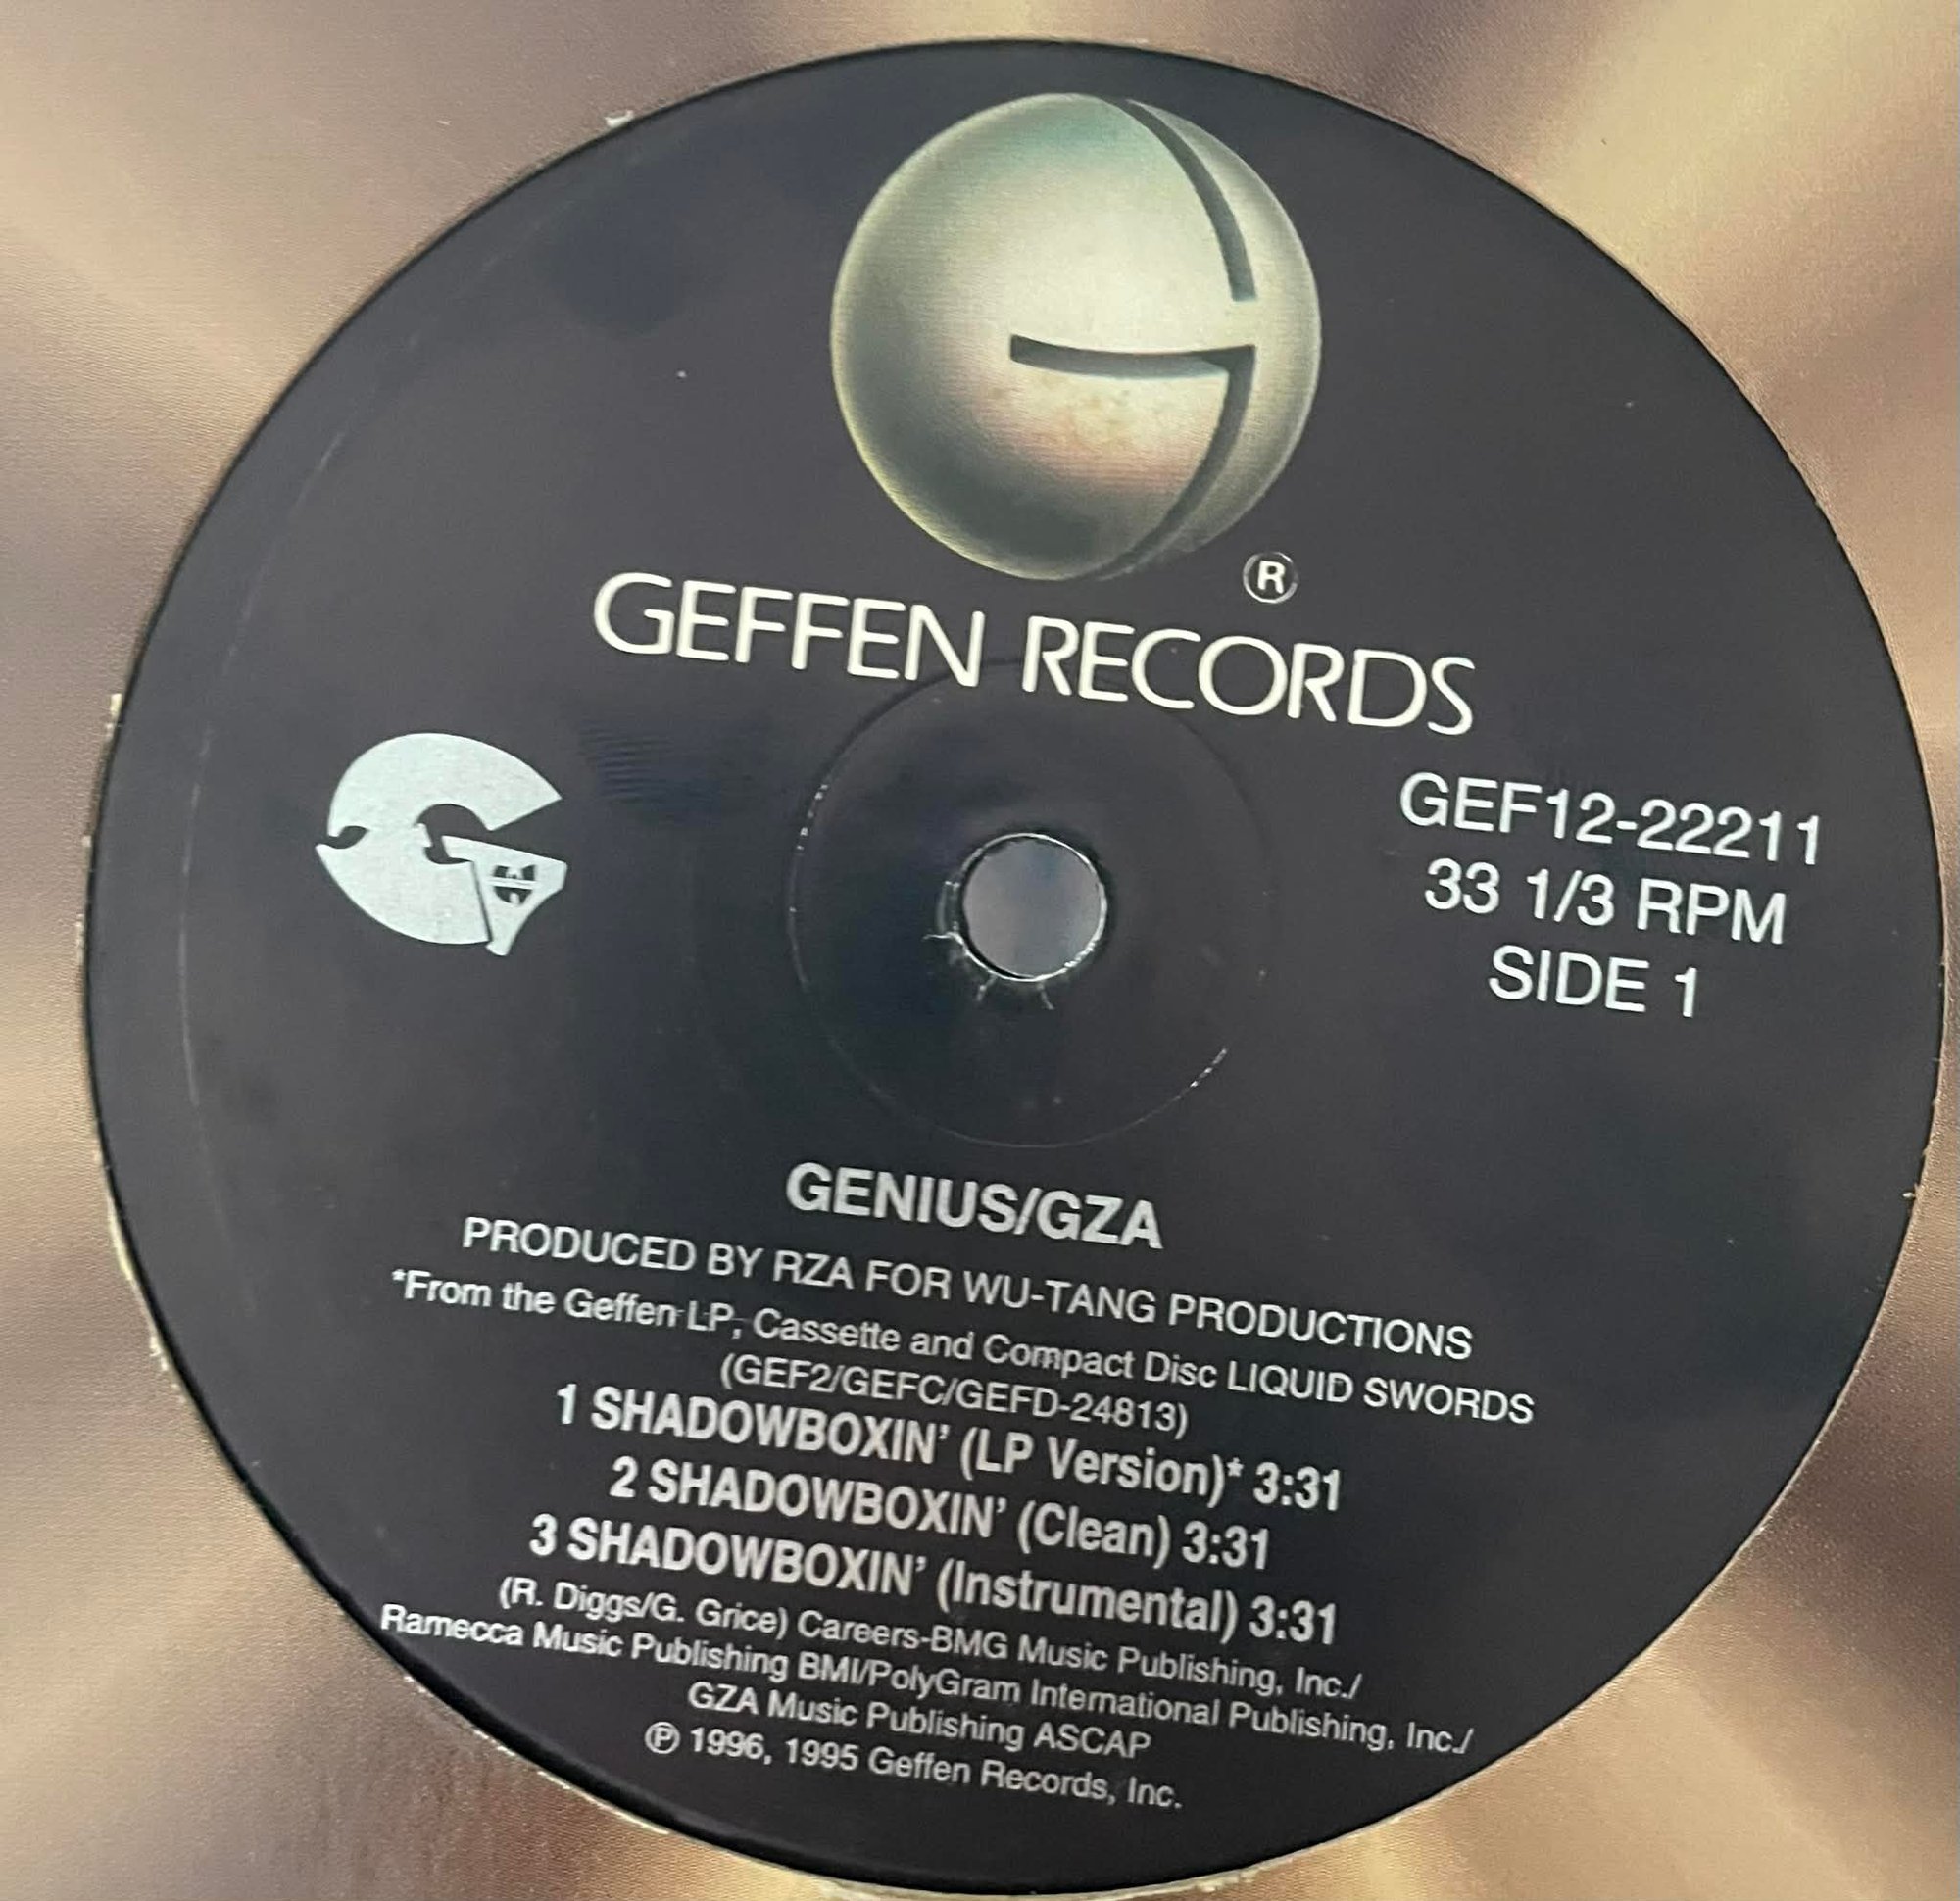 ®
GEFFEN RECORDS
GEF12-22211
33 1/3 RPM
SIDE 1
GENIUS/GZA
PRODUCED BY RZA FOR WU-TANG PRODUCTIONS
*From the Geffen LP, Cassette and Compact Disc LIQUID SWORDS
(GEF2/GEFC/GEFD-24813)
1 SHADOWBOXIN' (LP Version)* 3:31
2 SHADOWBOXIN' (Clean) 3:31
3 SHADOWBOXIN' (Instrumental) 3:31
(R. Diggs/G. Grice) Careers-BMG Music Publishing, Inc./
Ramecca Music Publishing BMI/PolyGram International Publishing, Inc./
GZA Music Publishing ASCAP
℗ 1996, 1995 Geffen Records, Inc.